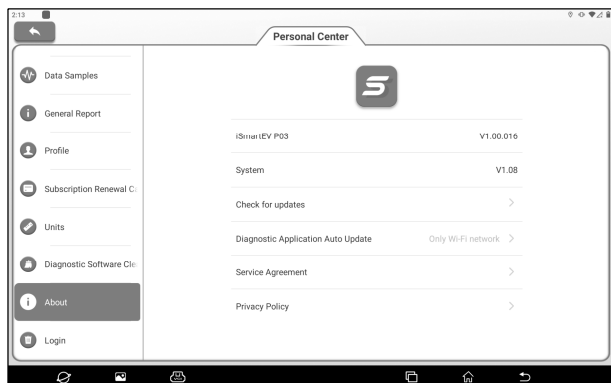 2:13
Personal Center
Data Samples
General Report
Profile
Subscription Renewal Ca
Units
Diagnostic Software Cle
About
Login
iSmartEV P03 V1.00.016
System V1.08
Check for updates
Diagnostic Application Auto Update Only Wi-Fi network
Service Agreement
Privacy Policy